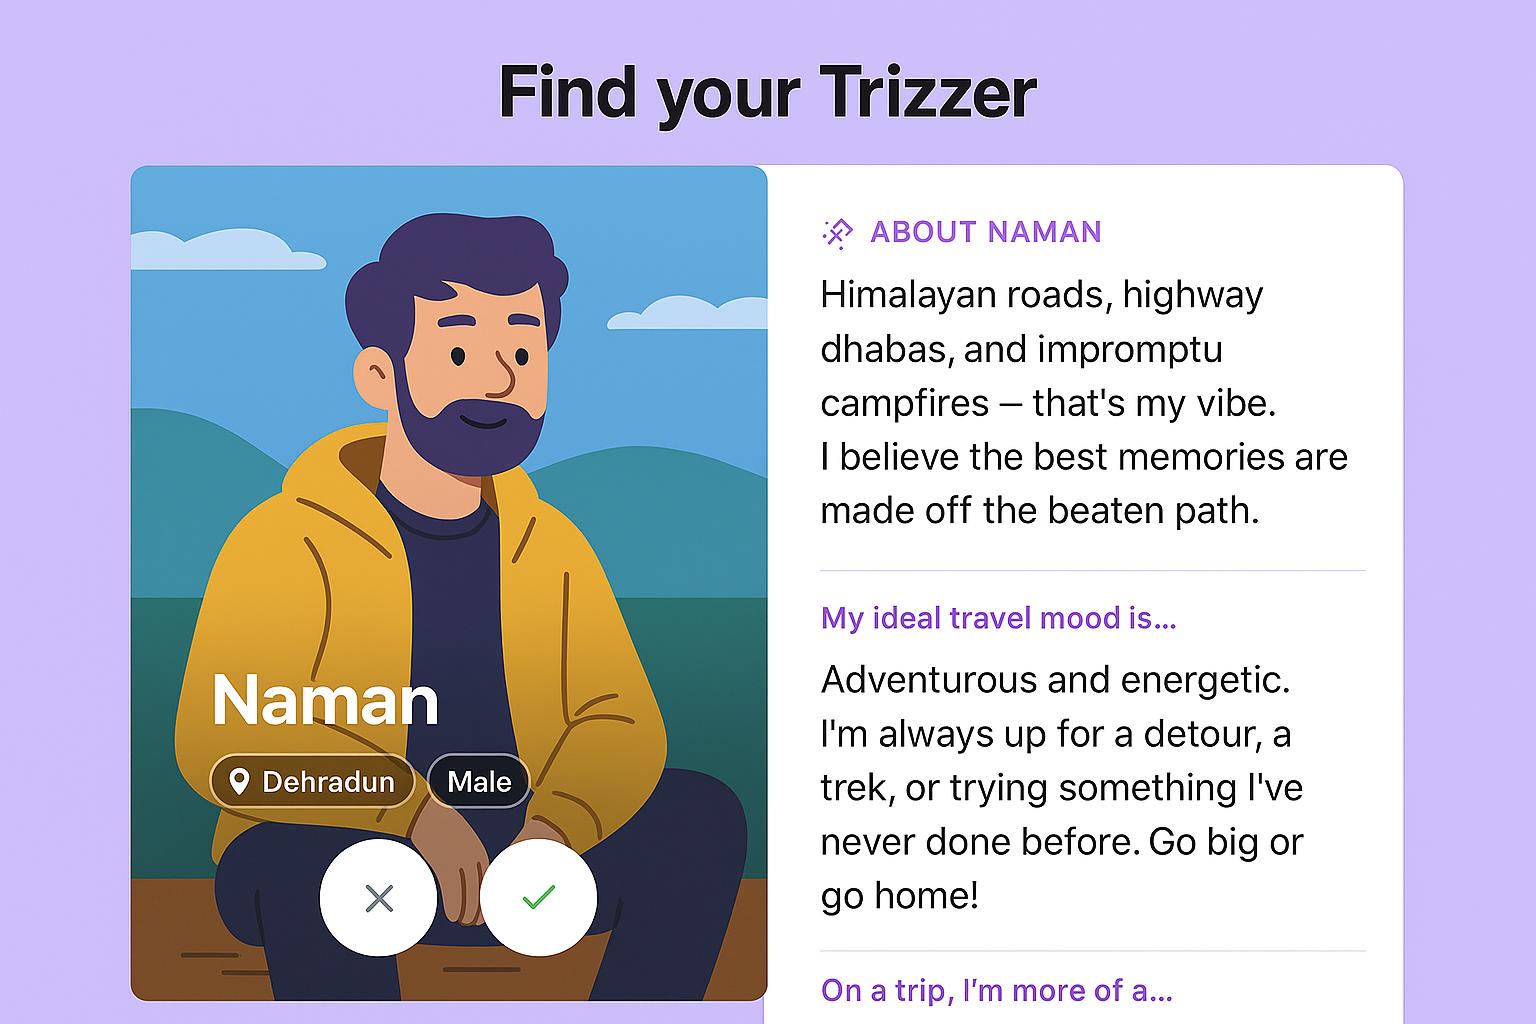 Find your Trizzer
Naman
Dehradun
Male
ABOUT NAMAN
Himalayan roads, highway
dhabas, and impromptu
campfires – that's my vibe.
I believe the best memories are
made off the beaten path.
My ideal travel mood is...
Adventurous and energetic.
I'm always up for a detour, a
trek, or trying something I've
never done before. Go big or
go home!
On a trip, I’m more of a...